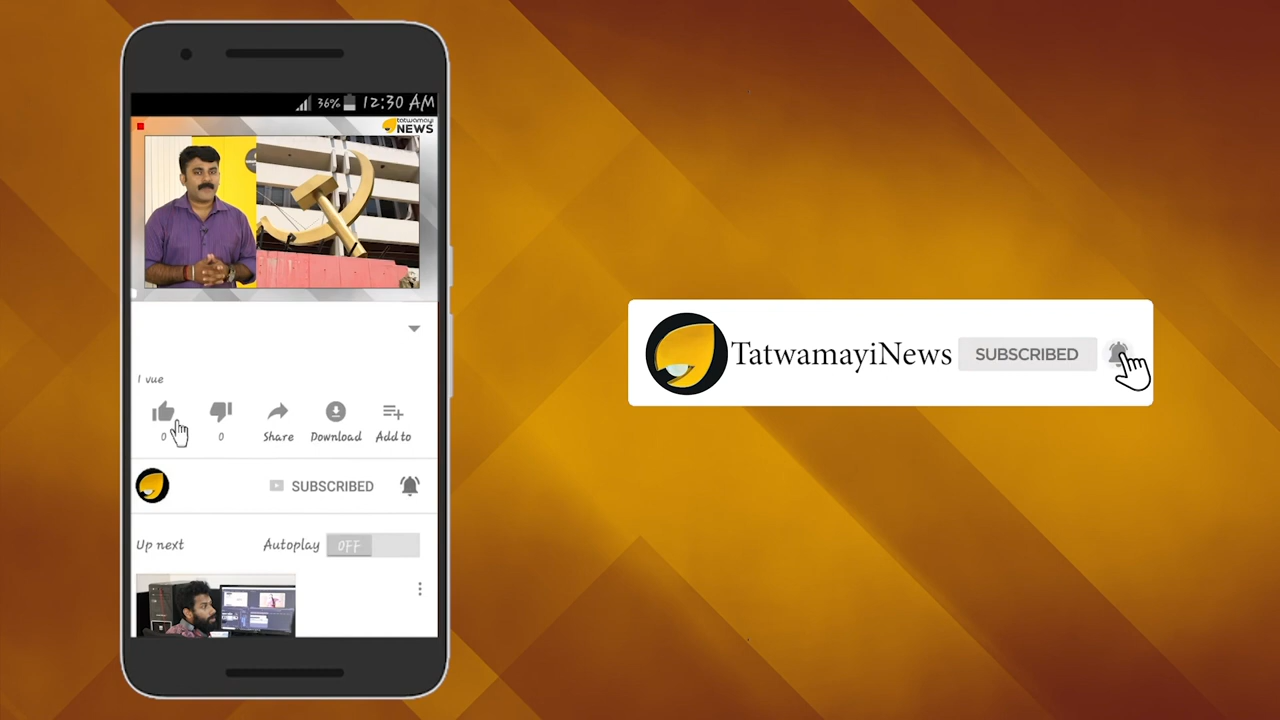 36% 12:30 AM
tatwamayi
NEWS
1 vue
0 0 Share Download Add to
SUBSCRIBED
Up next Autoplay OFF
TatwamayiNews SUBSCRIBED